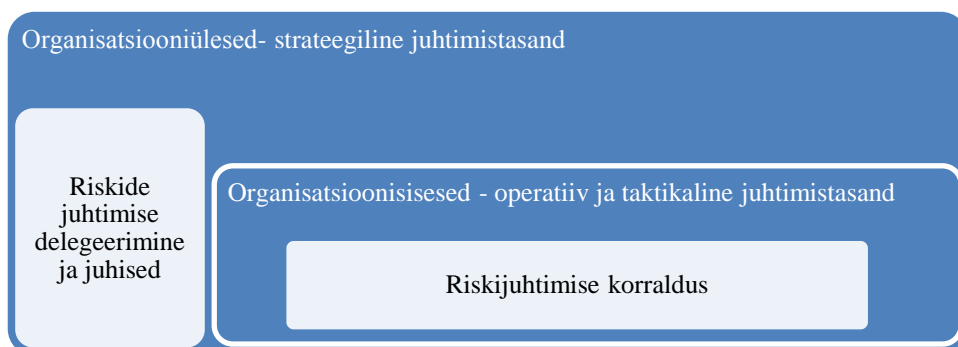 Organisatsiooniülesed- strateegiline juhtimistasand
Riskide
juhtimise
delegeerimine
ja juhised
Organisatsioonisisesed - operatiiv ja taktikaline juhtimistasand
Riskijuhtimise korraldus